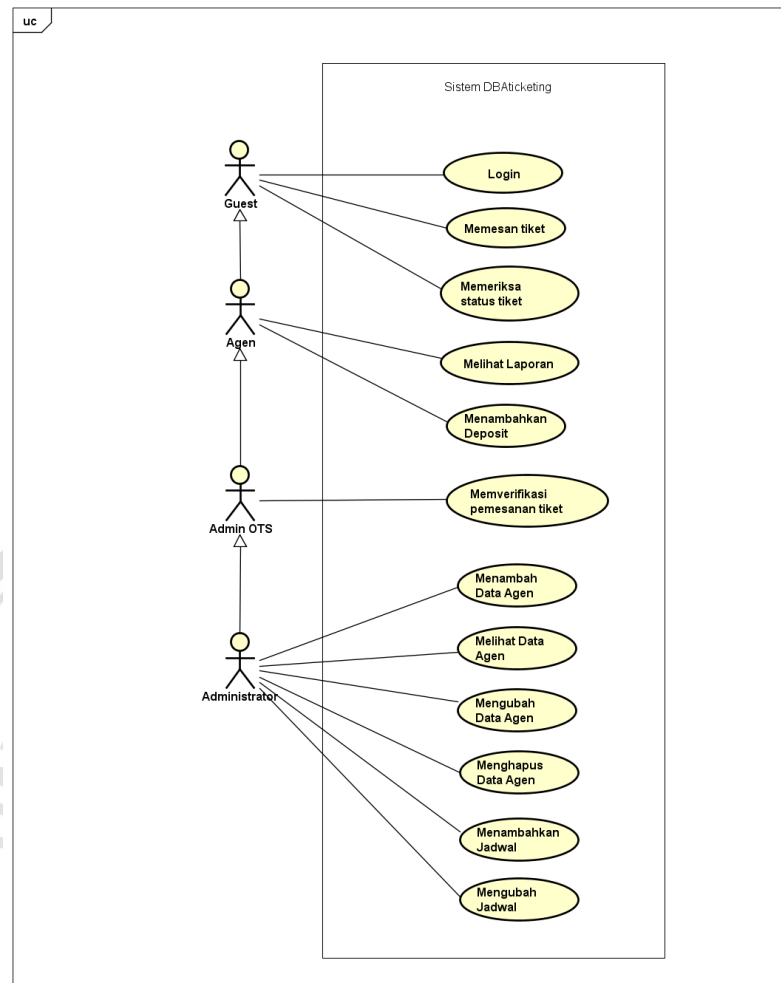 uc
Sistem DBAticketing
Guest
Login
Memesan tiket
Memeriksa
status tiket
Agen
Melihat Laporan
Menambahkan
Deposit
Admin OTS
Memverifikasi
pemesanan tiket
Administrator
Menambah
Data Agen
Melihat Data
Agen
Mengubah
Data Agen
Menghapus
Data Agen
Menambahkan
Jadwal
Mengubah
Jadwal